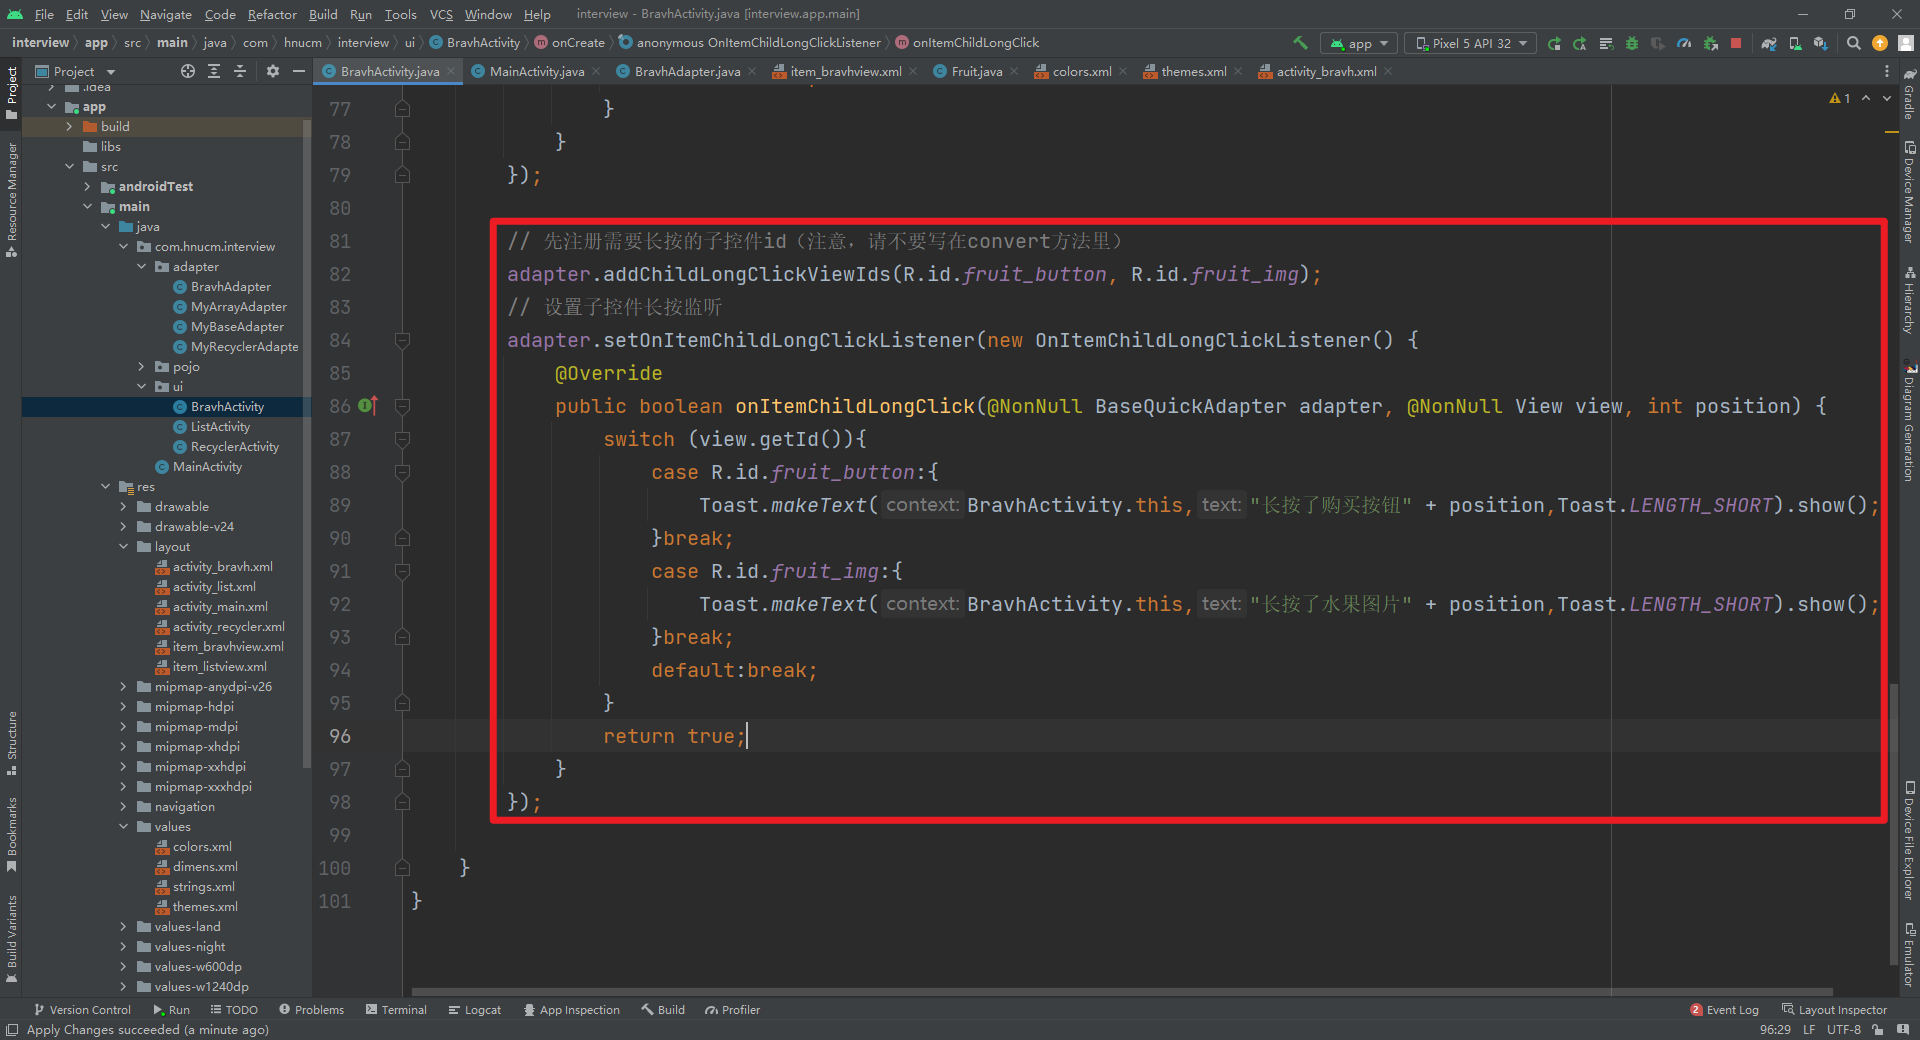 File Edit View Navigate Code Refactor Build Run Tools VCS Window Help interview - BravhActivity.java [interview.app.main]
interview app src main java com hnucm interview ui BravhActivity onCreate anonymous OnItemChildLongClickListener onItemChildLongClick app Pixel 5 API 32
Project BravhActivity.java MainActivity.java BravhAdapter.java item_bravhview.xml Fruit.java colors.xml themes.xml activity_bravh.xml
.idea
app
build
libs
src
androidTest
main
java
com.hnucm.interview
adapter
BravhAdapter
MyArrayAdapter
MyBaseAdapter
MyRecyclerAdapte
pojo
ui
BravhActivity
ListActivity
RecyclerActivity
MainActivity
res
drawable
drawable-v24
layout
activity_bravh.xml
activity_list.xml
activity_main.xml
activity_recycler.xml
item_bravhview.xml
item_listview.xml
mipmap-anydpi-v26
mipmap-hdpi
mipmap-mdpi
mipmap-xhdpi
mipmap-xxhdpi
mipmap-xxxhdpi
navigation
values
colors.xml
dimens.xml
strings.xml
themes.xml
values-land
values-night
values-w600dp
values-w1240dp
1
77 }
78 }
79 });
80
81 // 先注册需要长按的子控件id（注意，请不要写在convert方法里）
82 adapter.addChildLongClickViewIds(R.id.fruit_button, R.id.fruit_img);
83 // 设置子控件长按监听
84 adapter.setOnItemChildLongClickListener(new OnItemChildLongClickListener() {
85 @Override
86 public boolean onItemChildLongClick(@NonNull BaseQuickAdapter adapter, @NonNull View view, int position) {
87 switch (view.getId()){
88 case R.id.fruit_button:{
89 Toast.makeText( context: BravhActivity.this, text: "长按了购买按钮" + position,Toast.LENGTH_SHORT).show();
90 }break;
91 case R.id.fruit_img:{
92 Toast.makeText( context: BravhActivity.this, text: "长按了水果图片" + position,Toast.LENGTH_SHORT).show();
93 }break;
94 default:break;
95 }
96 return true;
97 }
98 });
99
100 }
101 }
Project
Resource Manager
Structure
Bookmarks
Build Variants
Gradle
Device Manager
Hierarchy
Diagram Generation
Device File Explorer
Emulator
Version Control Run TODO Problems Terminal Logcat App Inspection Build Profiler 2 Event Log Layout Inspector
Apply Changes succeeded (a minute ago) 96:29 LF UTF-8